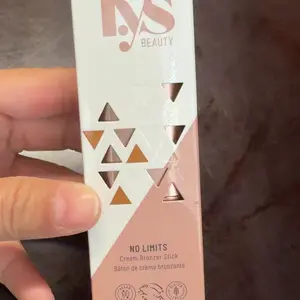 lys
BEAUTY
NO LIMITS
Cream Bronzer Stick
Bâton de crème bronzante